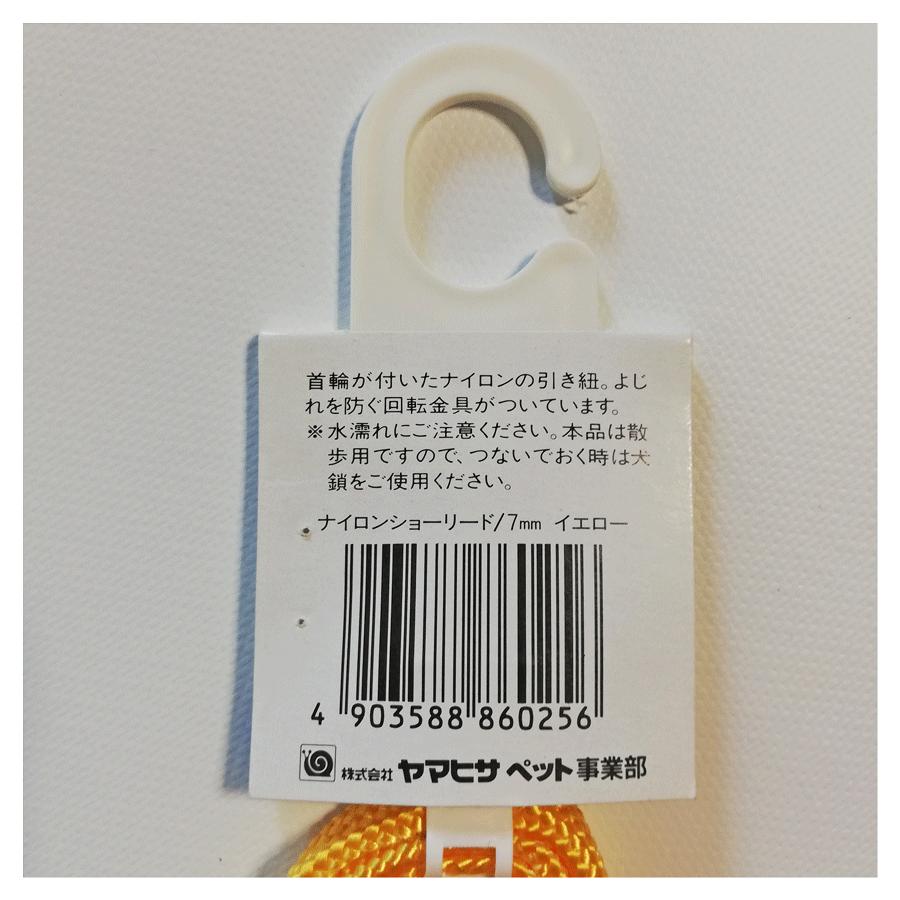 首輪が付いたナイロンの引き紐。よじ
れを防ぐ回転金具がついています。
※水濡れにご注意ください。本品は散
歩用ですので、つないでおく時は犬
鎖をご使用ください。
ナイロンショーリード/7mm イエロー
4 903588 860256
株式会社 ヤマヒサ ペット事業部